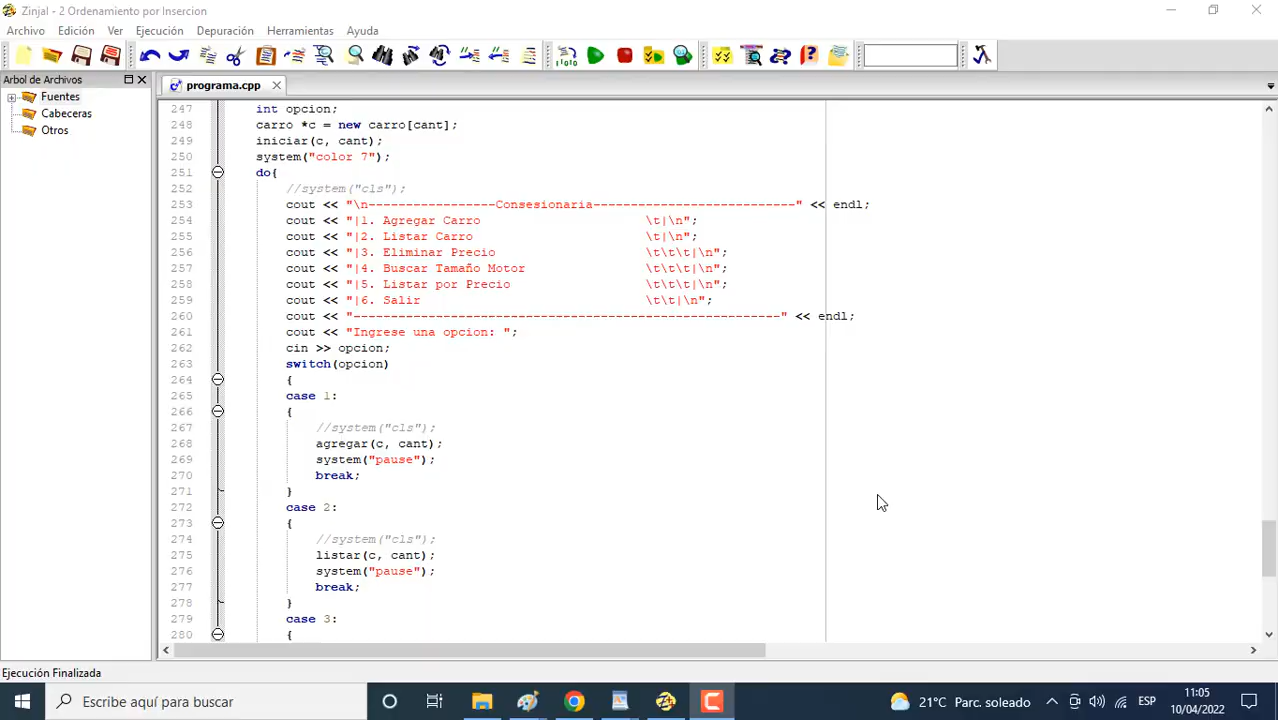 Zinjal - 2 Ordenamiento por Insercion
Archivo Edición Ver Ejecución Depuración Herramientas Ayuda
Arbol de Archivos
programa.cpp
Fuentes
Cabeceras
Otros
247 int opcion;
248 carro *c = new carro[cant];
249 iniciar(c, cant);
250 system("color 7");
251 do{
252 //system("cls");
253 cout << "\n-----------------Consesionaria---------------------------" << endl;
254 cout << "|1. Agregar Carro                      \t|\n";
255 cout << "|2. Listar Carro                       \t|\n";
256 cout << "|3. Eliminar Precio                    \t\t\t|\n";
257 cout << "|4. Buscar Tamaño Motor                \t\t\t|\n";
258 cout << "|5. Listar por Precio                  \t\t\t|\n";
259 cout << "|6. Salir                              \t\t|\n";
260 cout << "---------------------------------------------------------" << endl;
261 cout << "Ingrese una opcion: ";
262 cin >> opcion;
263 switch(opcion)
264 {
265 case 1:
266 {
267 //system("cls");
268 agregar(c, cant);
269 system("pause");
270 break;
271 }
272 case 2:
273 {
274 //system("cls");
275 listar(c, cant);
276 system("pause");
277 break;
278 }
279 case 3:
280 {
Ejecución Finalizada
Escribe aquí para buscar
21°C Parc. soleado
ESP
11:05
10/04/2022